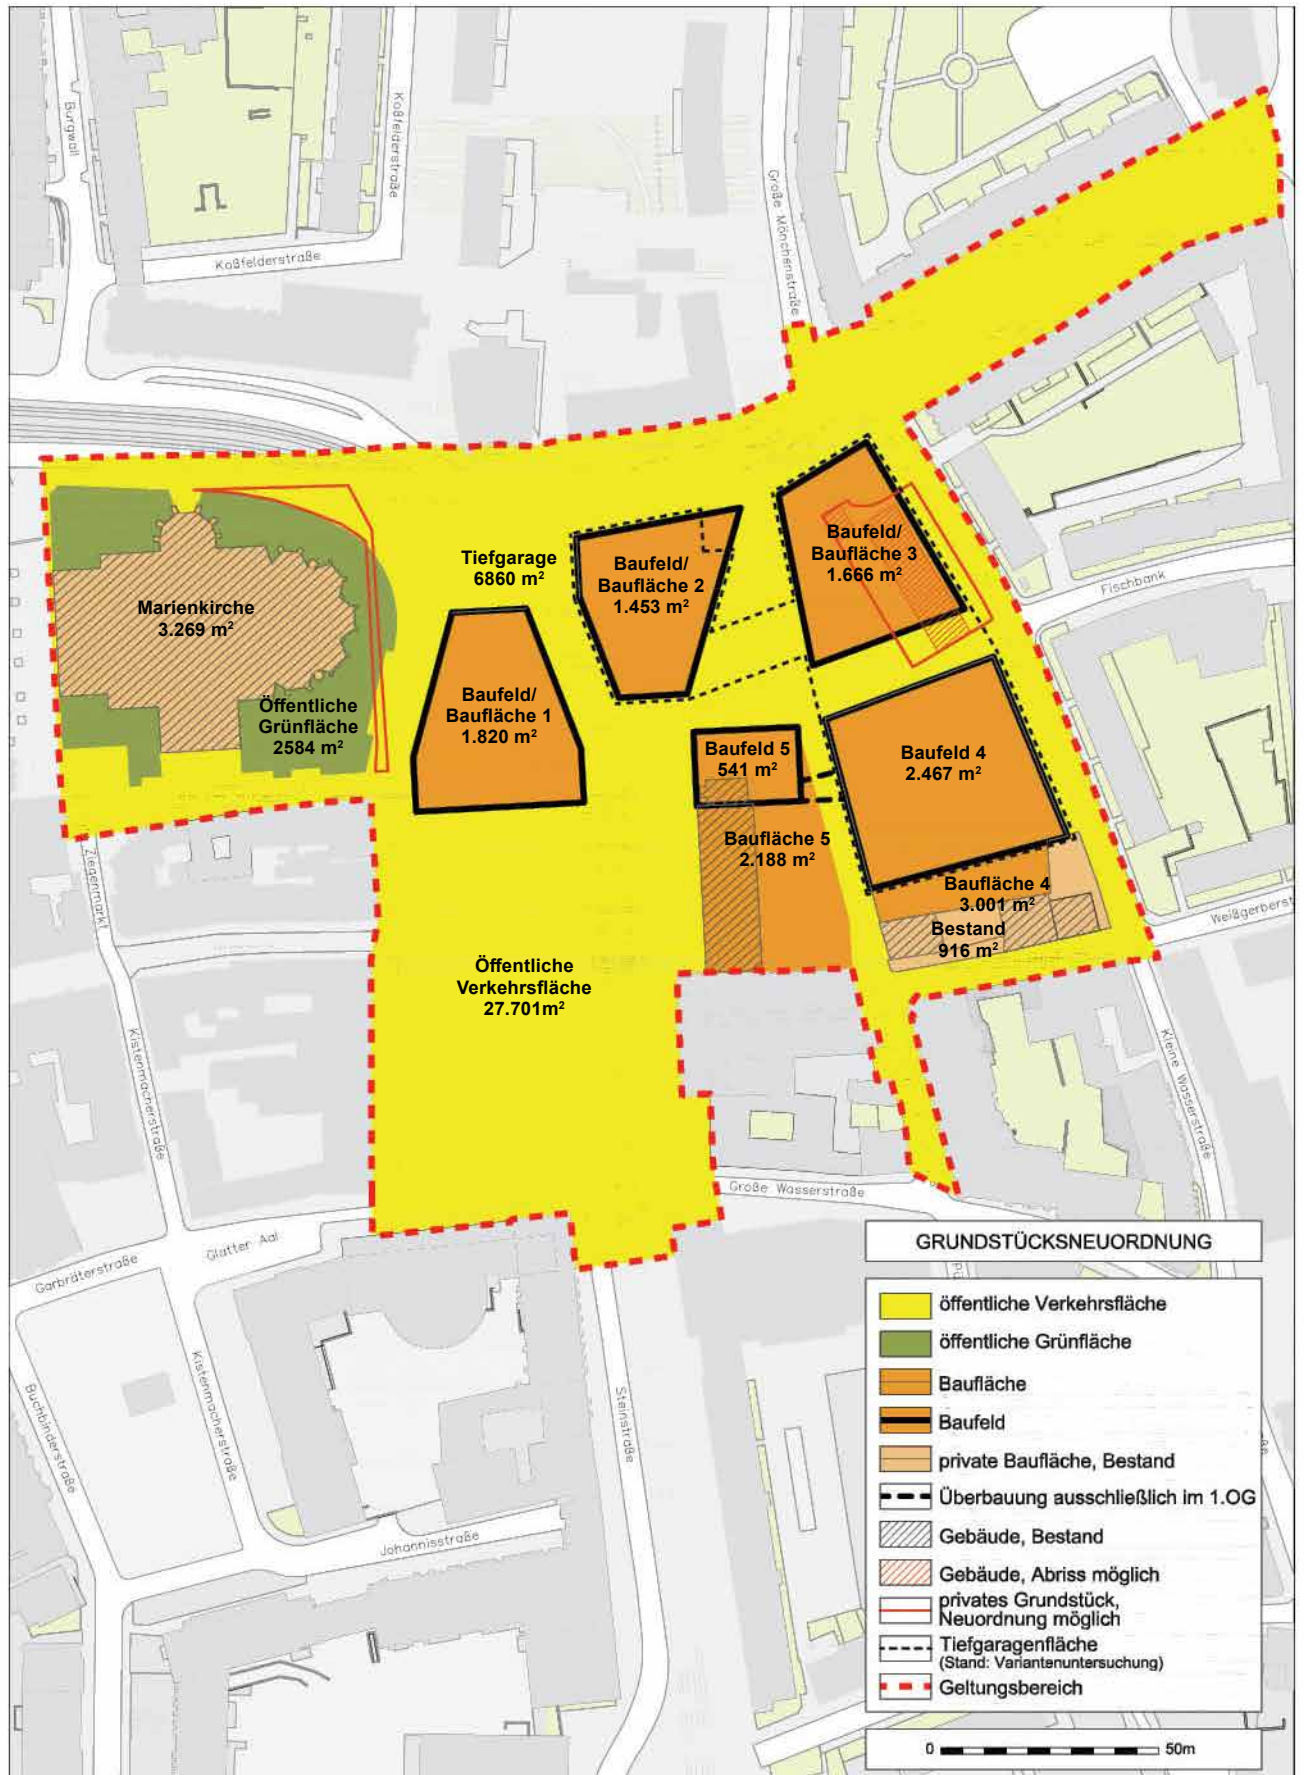 Burgwall
Koßfelderstraße
Koßfelderstraße
Große Mönchenstraße
Tiefgarage
6860 m²
Baufeld/
Baufläche 2
1.453 m²
Baufeld/
Baufläche 3
1.666 m²
Fischbank
Marienkirche
3.269 m²
Öffentliche
Grünfläche
2584 m²
Baufeld/
Baufläche 1
1.820 m²
Baufeld 5
541 m²
Baufeld 4
2.467 m²
Baufläche 5
2.188 m²
Baufläche 4
3.001 m²
Bestand
916 m²
Weißgerberst
Ziegenmarkt
Öffentliche
Verkehrsfläche
27.701m²
Kistenmacherstraße
Kleine Wasserstraße
Große Wasserstraße
Glatter Aal
Garbräterstraße
Buchbinderstraße
Kistenmacherstraße
Steinstraße
Johannisstraße
GRUNDSTÜCKSNEUORDNUNG
öffentliche Verkehrsfläche
öffentliche Grünfläche
Baufläche
Baufeld
private Baufläche, Bestand
Überbauung ausschließlich im 1.OG
Gebäude, Bestand
Gebäude, Abriss möglich
privates Grundstück,
Neuordnung möglich
Tiefgaragenfläche
(Stand: Variantenuntersuchung)
Geltungsbereich
0 50m